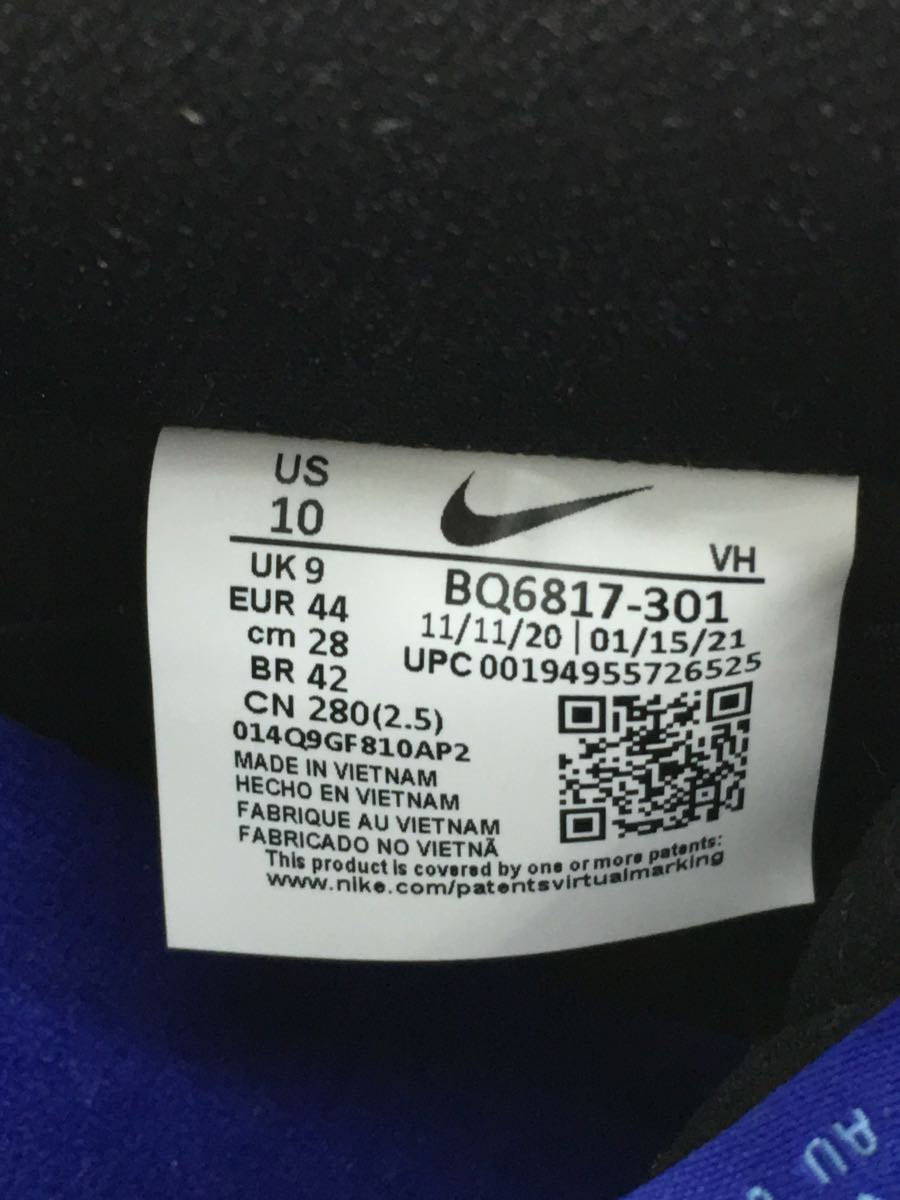 US
10
VH
UK 9
EUR 44
cm 28
BR 42
CN 280(2.5)
BQ6817-301
11/11/20 | 01/15/21
UPC 00194955726525
014Q9GF810AP2
MADE IN VIETNAM
HECHO EN VIETNAM
FABRIQUE AU VIETNAM
FABRICADO NO VIETNÃ
This product is covered by one or more patents:
www.nike.com/patentsvirtualmarking
AU